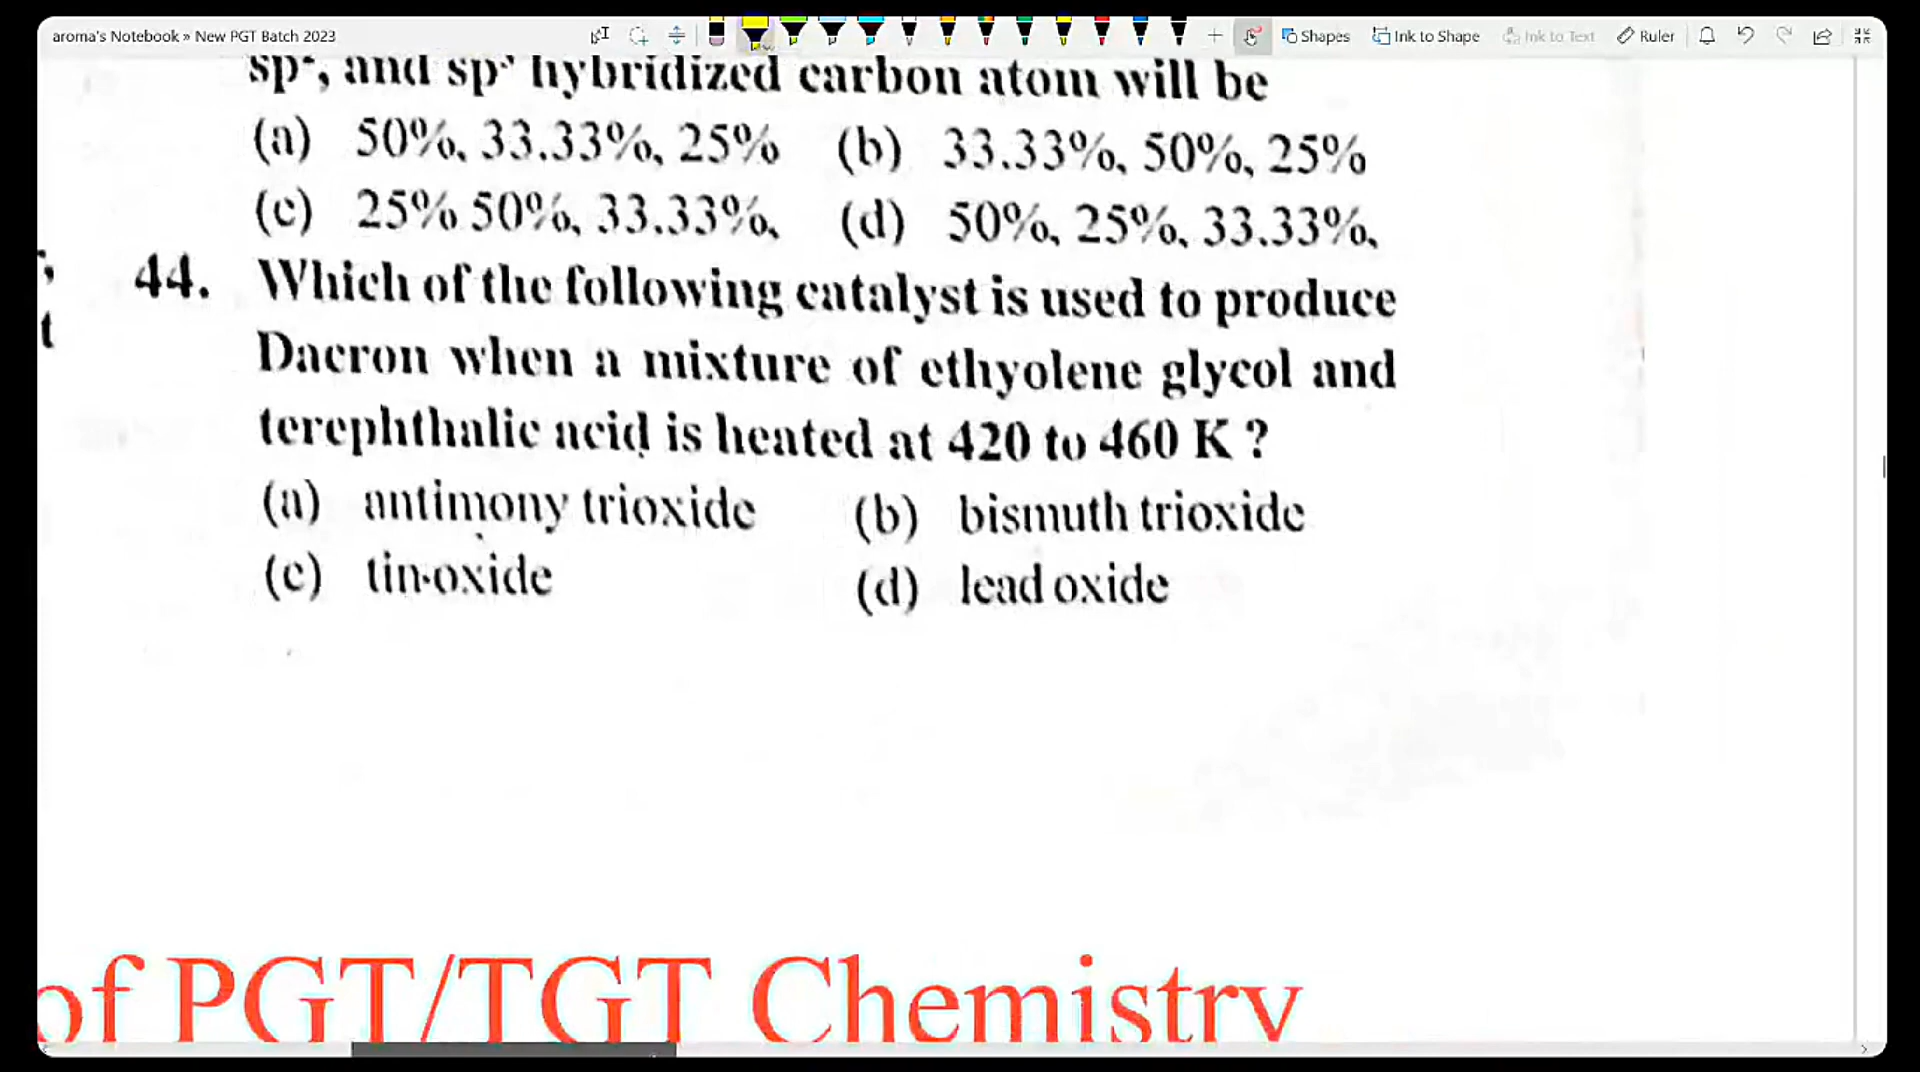 aroma's Notebook » New PGT Batch 2023
Shapes Ink to Shape Ink to Text Ruler
sp², and sp³ hybridized carbon atom will be
(a) 50%, 33.33%, 25% (b) 33.33%, 50%, 25%
(c) 25% 50%, 33.33%, (d) 50%, 25%, 33.33%,
44. Which of the following catalyst is used to produce
t
Dacron when a mixture of ethyolene glycol and
terephthalic acid is heated at 420 to 460 K ?
(a) antimony trioxide (b) bismuth trioxide
(c) tin-oxide (d) lead oxide
of PGT/TGT Chemistry